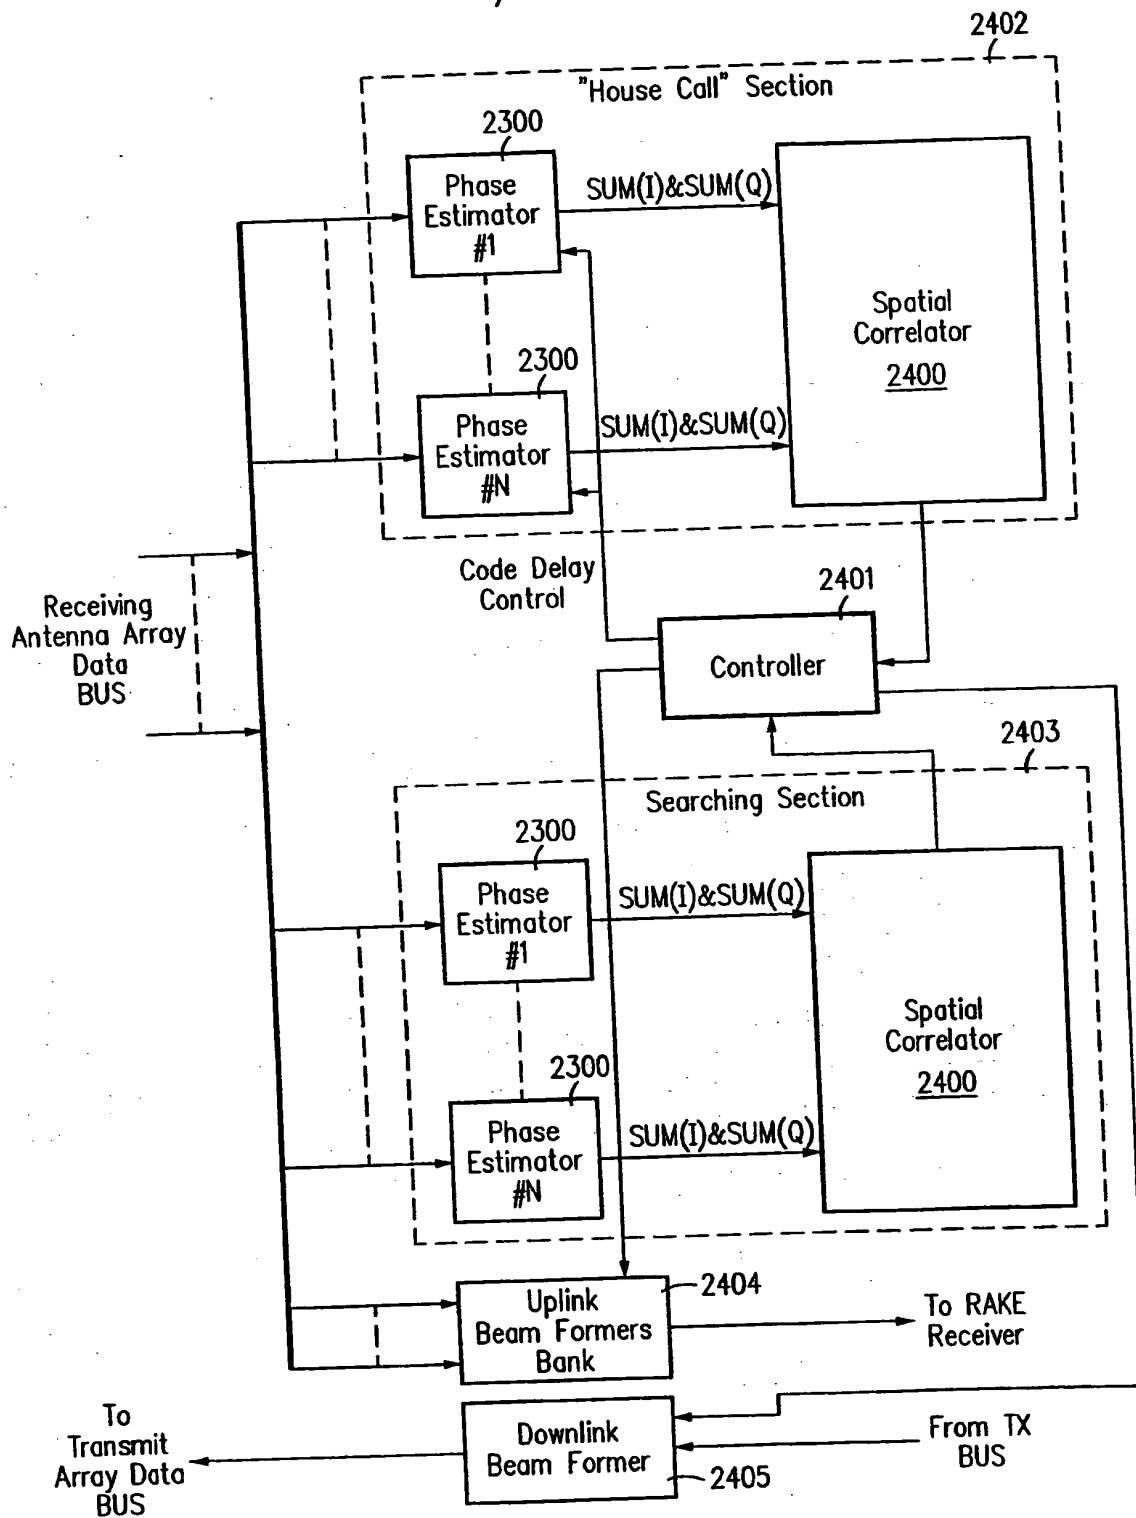 2402
"House Call" Section
2300
Phase
Estimator
#1
SUM(I)&SUM(Q)
Spatial
Correlator
2400
2300
Phase
Estimator
#N
SUM(I)&SUM(Q)
Code Delay
Control
2401
Controller
Receiving
Antenna Array
Data
BUS
2403
Searching Section
2300
Phase
Estimator
#1
SUM(I)&SUM(Q)
Spatial
Correlator
2400
2300
Phase
Estimator
#N
SUM(I)&SUM(Q)
2404
Uplink
Beam Formers
Bank
To RAKE
Receiver
To
Transmit
Array Data
BUS
Downlink
Beam Former
2405
From TX
BUS